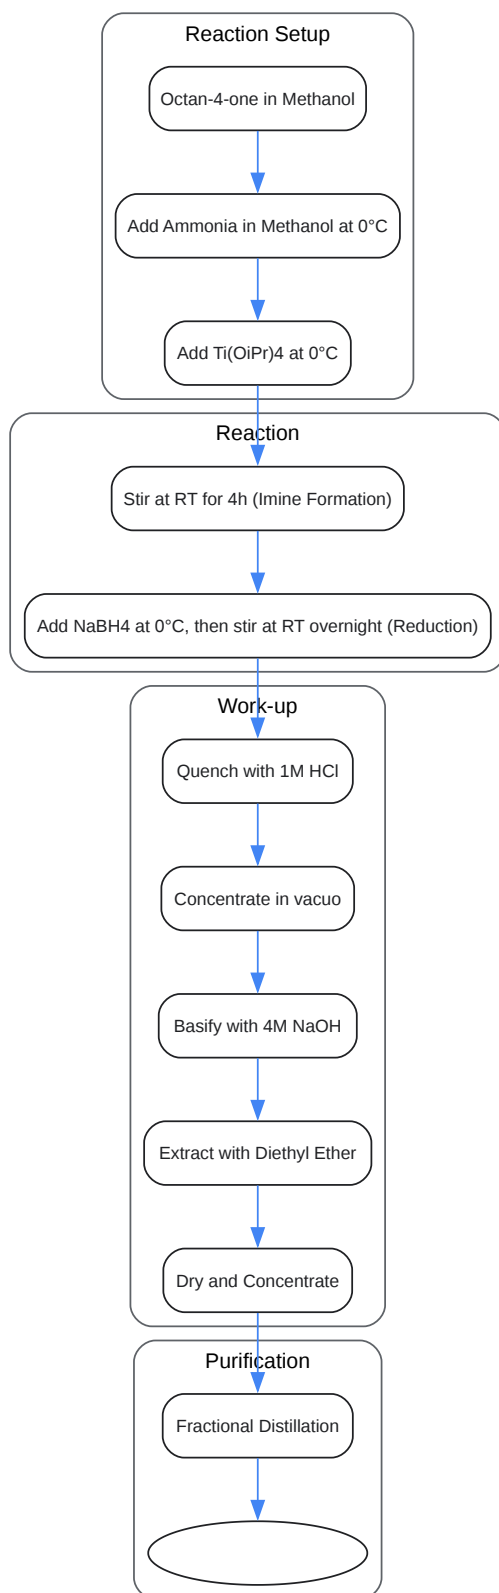 Reaction Setup
Octan-4-one in Methanol
Add Ammonia in Methanol at 0°C
Add Ti(OiPr)4 at 0°C
Reaction
Stir at RT for 4h (Imine Formation)
Add NaBH4 at 0°C, then stir at RT overnight (Reduction)
Work-up
Quench with 1M HCl
Concentrate in vacuo
Basify with 4M NaOH
Extract with Diethyl Ether
Dry and Concentrate
Purification
Fractional Distillation